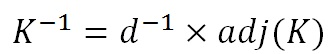 K⁻¹ = d⁻¹ × adj(K)